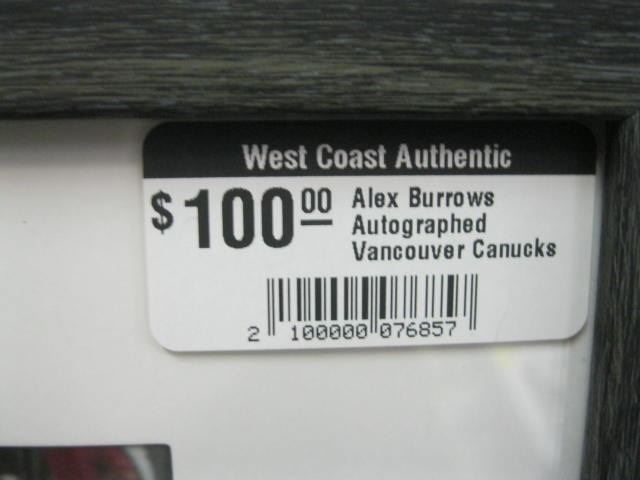 West Coast Authentic
$100.00 Alex Burrows
Autographed
Vancouver Canucks
2 100000 076857